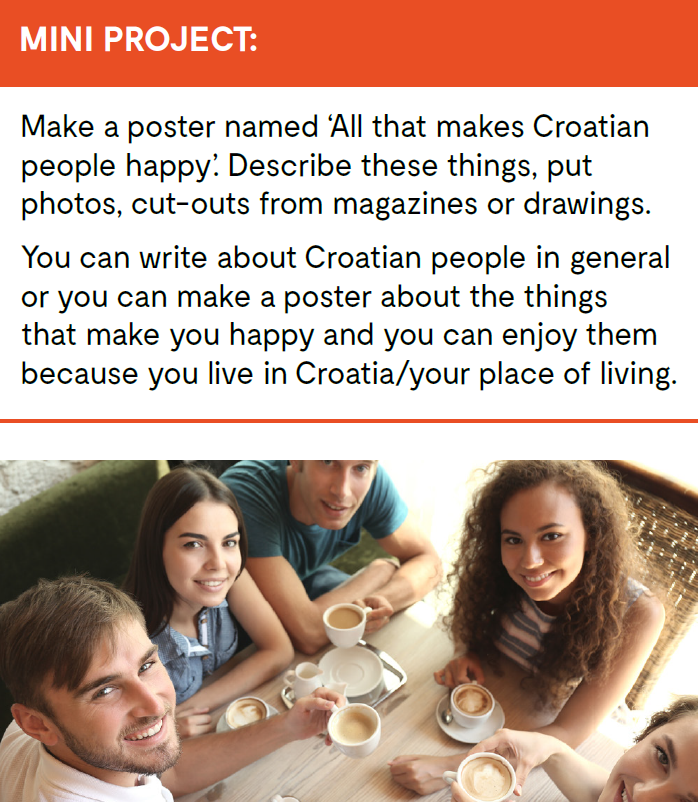 MINI PROJECT:
Make a poster named ‘All that makes Croatian
people happy’. Describe these things, put
photos, cut-outs from magazines or drawings.
You can write about Croatian people in general
or you can make a poster about the things
that make you happy and you can enjoy them
because you live in Croatia/your place of living.